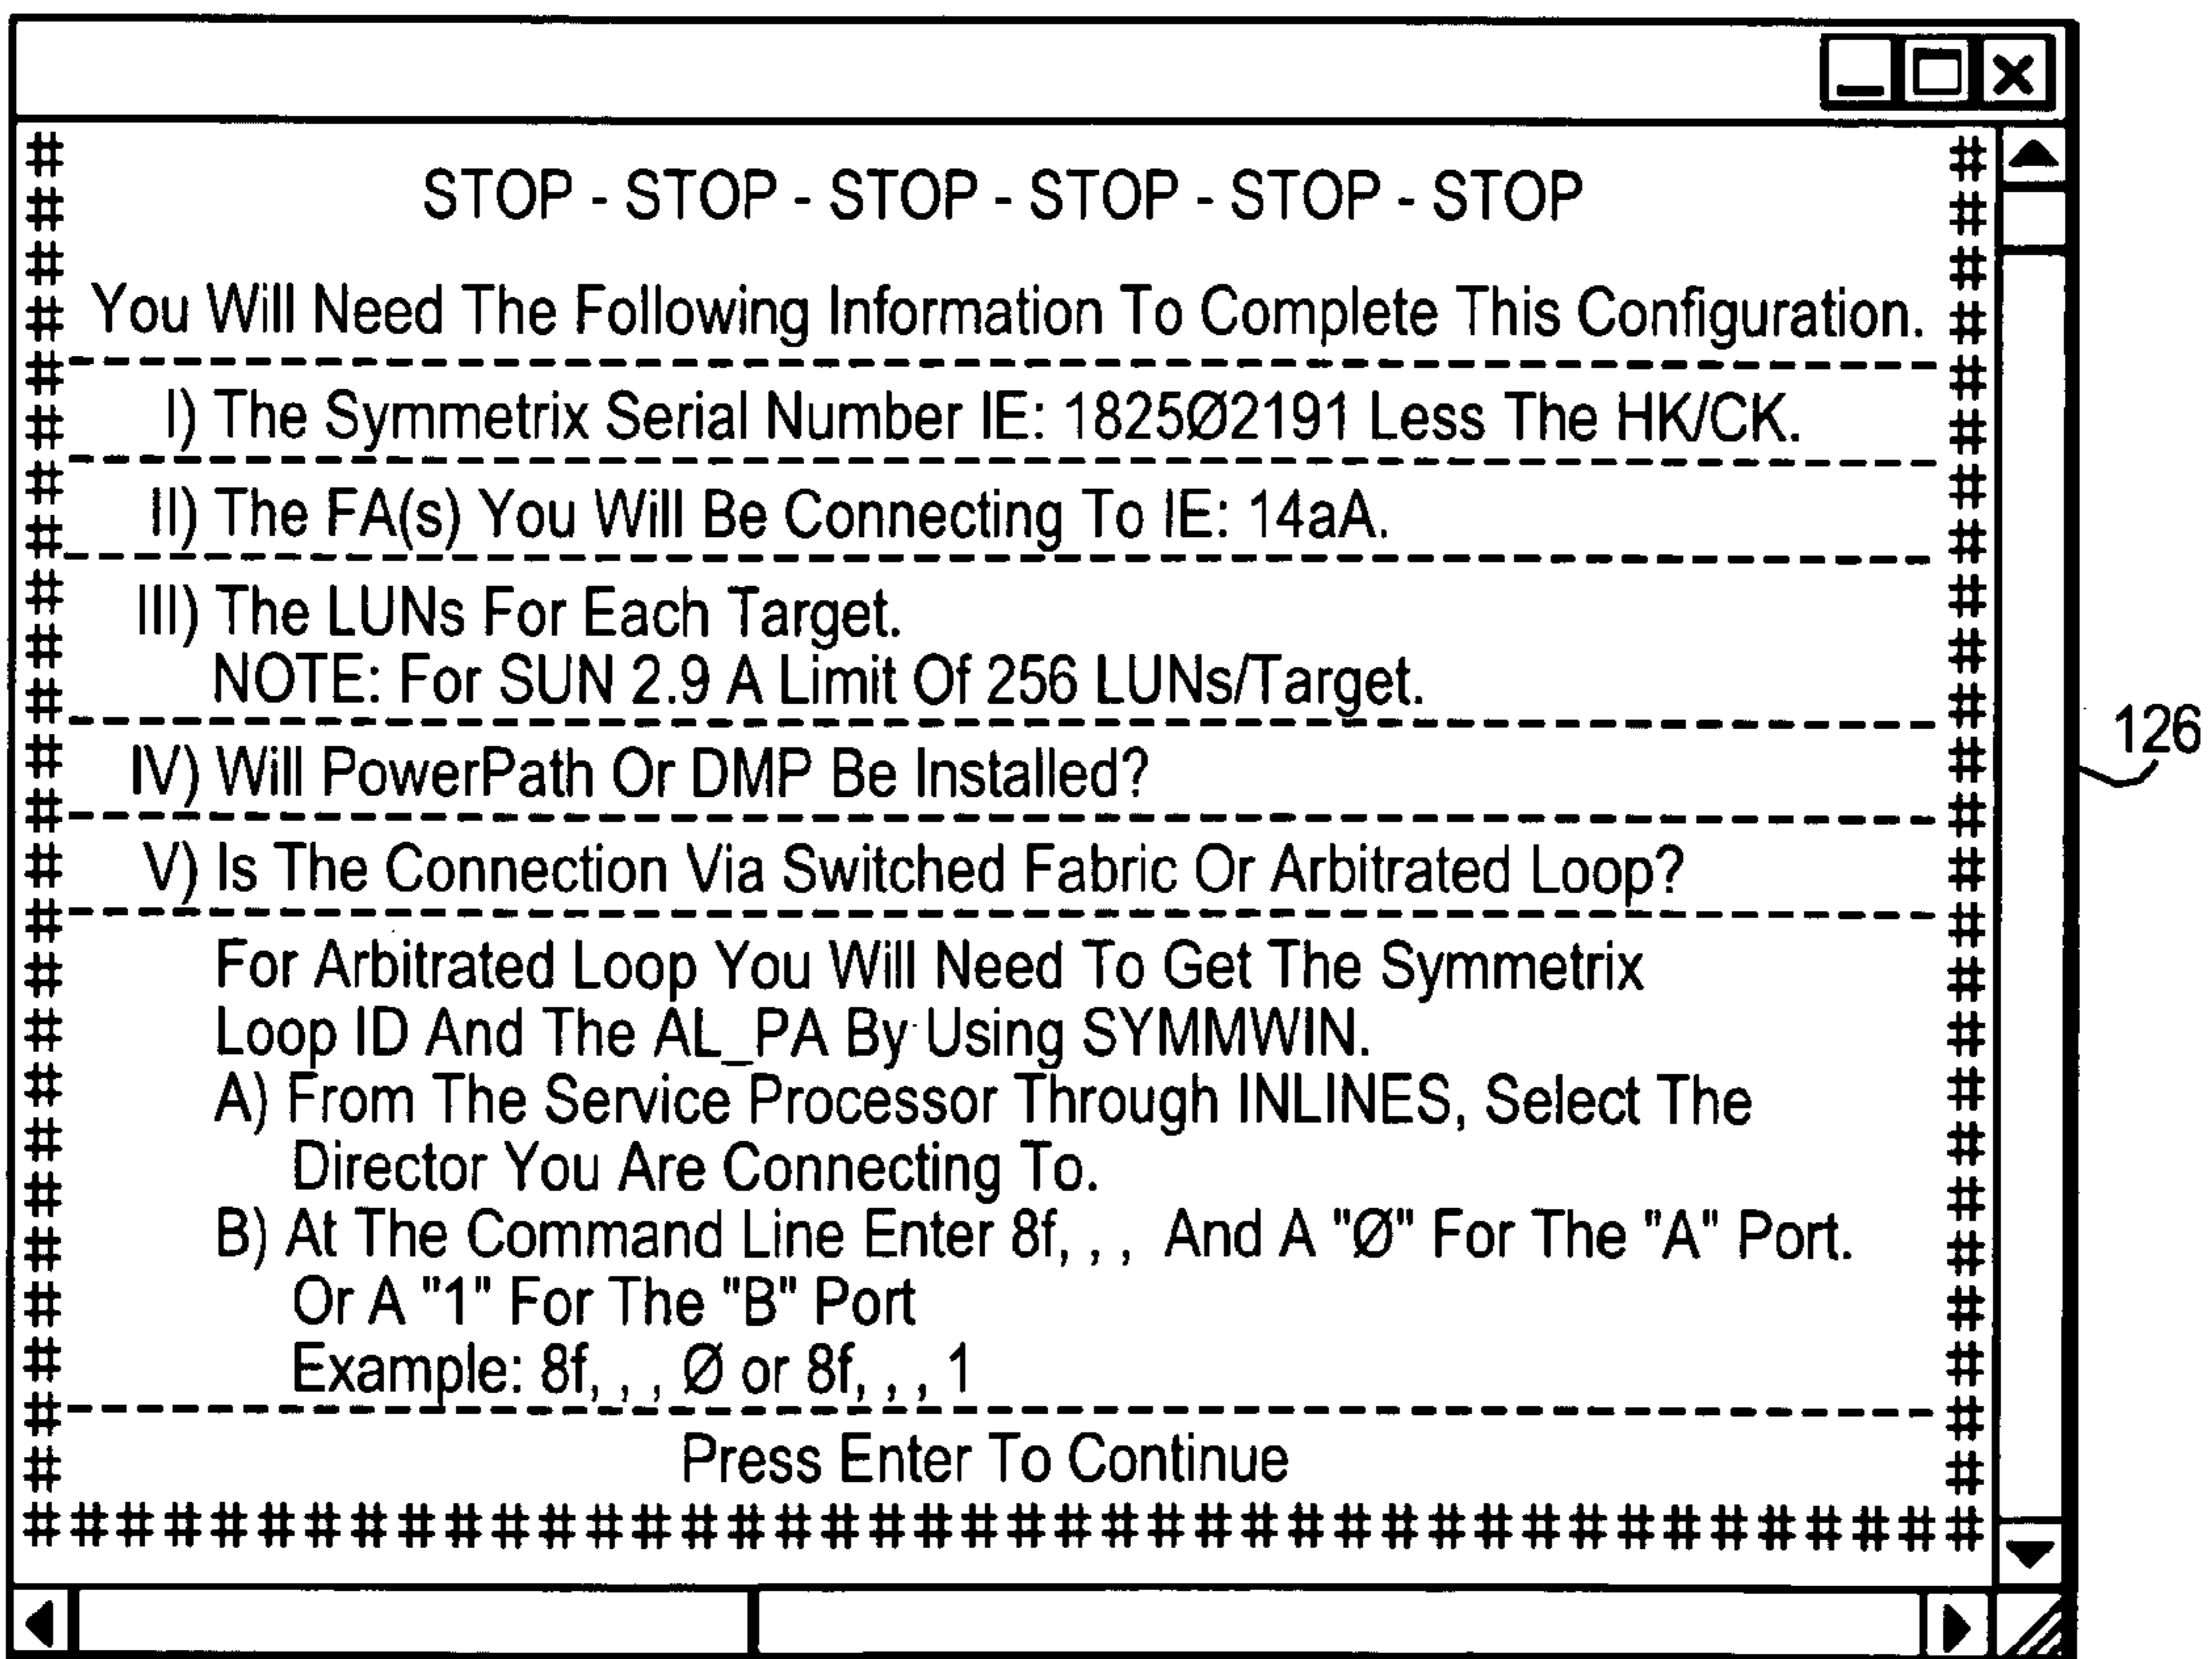 STOP - STOP - STOP - STOP - STOP - STOP
You Will Need The Following Information To Complete This Configuration.
I) The Symmetrix Serial Number IE: 1825Ø2191 Less The HK/CK.
II) The FA(s) You Will Be Connecting To IE: 14aA.
III) The LUNs For Each Target.
NOTE: For SUN 2.9 A Limit Of 256 LUNs/Target.
IV) Will PowerPath Or DMP Be Installed?
126
V) Is The Connection Via Switched Fabric Or Arbitrated Loop?
For Arbitrated Loop You Will Need To Get The Symmetrix
Loop ID And The AL_PA By Using SYMMWIN.
A) From The Service Processor Through INLINES, Select The
Director You Are Connecting To.
B) At The Command Line Enter 8f, , , And A "Ø" For The "A" Port.
Or A "1" For The "B" Port
Example: 8f, , , Ø or 8f, , , 1
Press Enter To Continue
##########################################